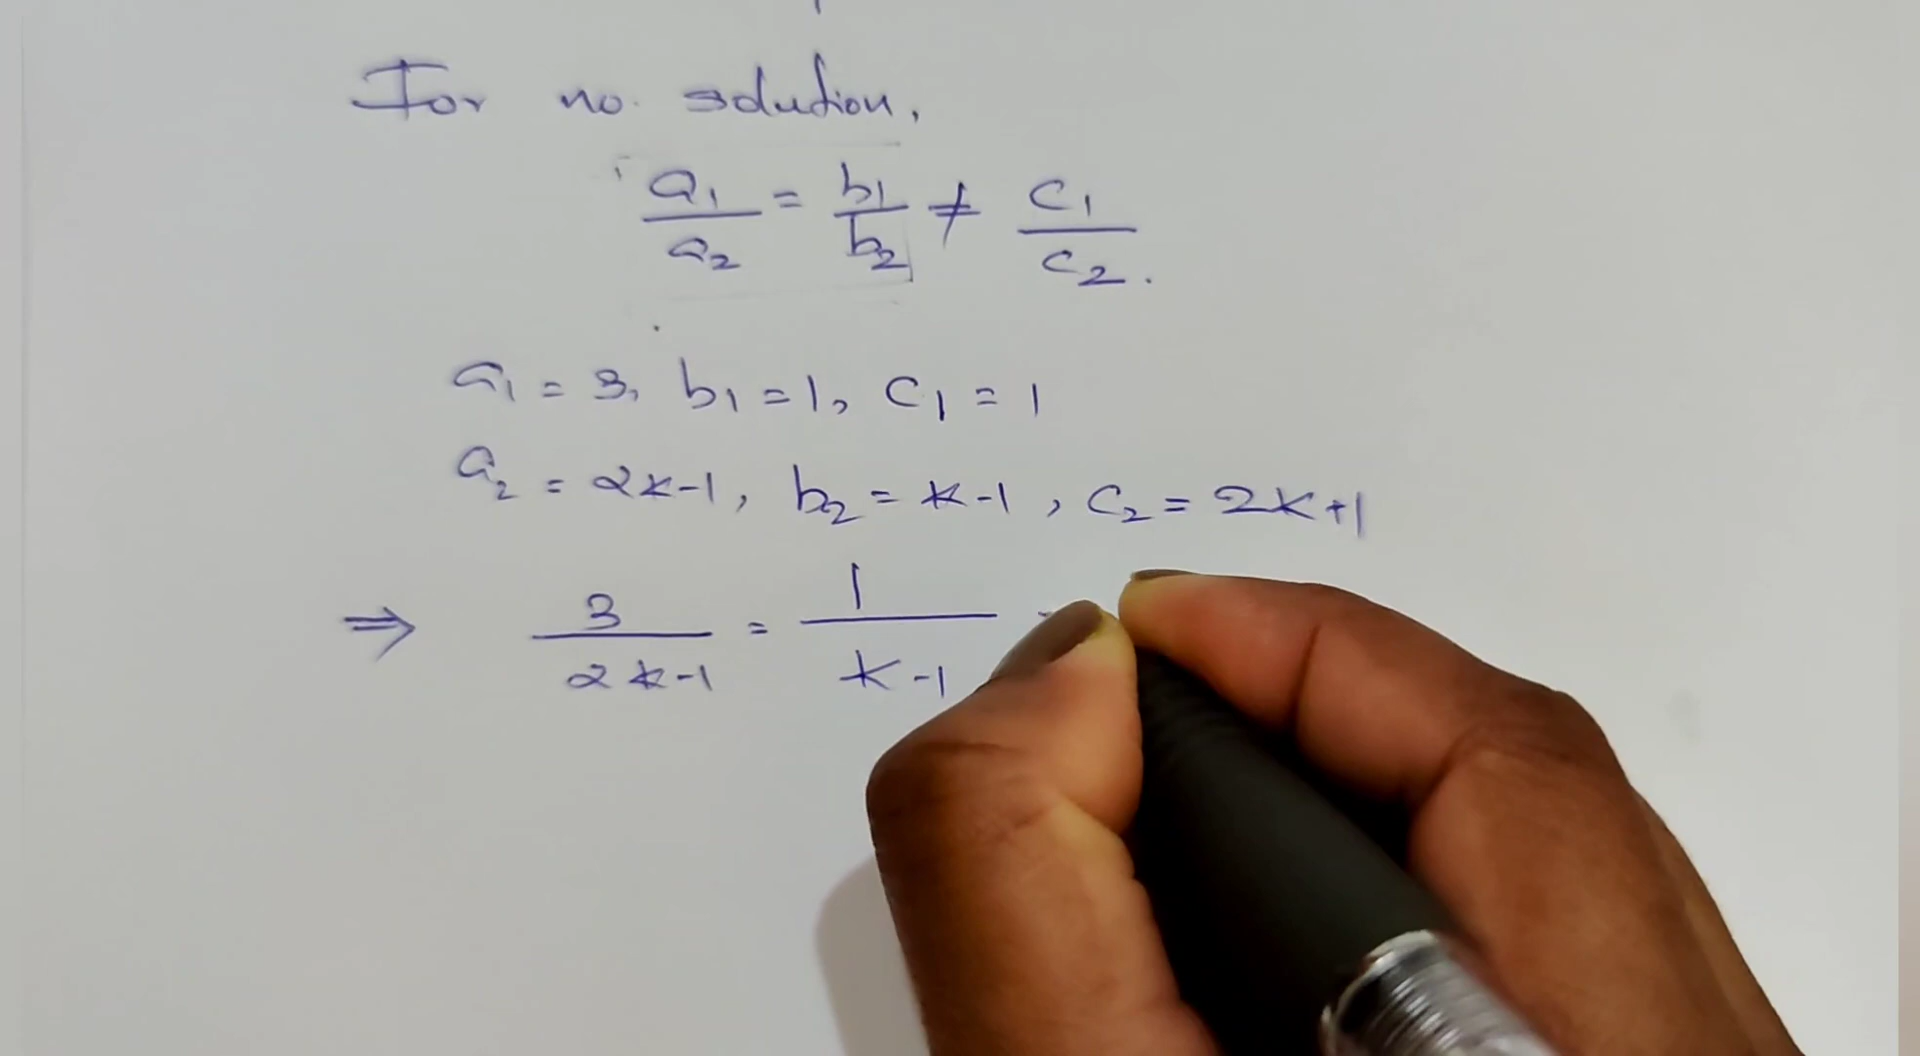 For no. solution,
a₁/a₂ = b₁/b₂ ≠ c₁/c₂.
a₁ = 3, b₁ = 1, c₁ = 1
a₂ = 2k-1, b₂ = k-1, c₂ = 2k+1
⇒ 3/(2k-1) = 1/(k-1)